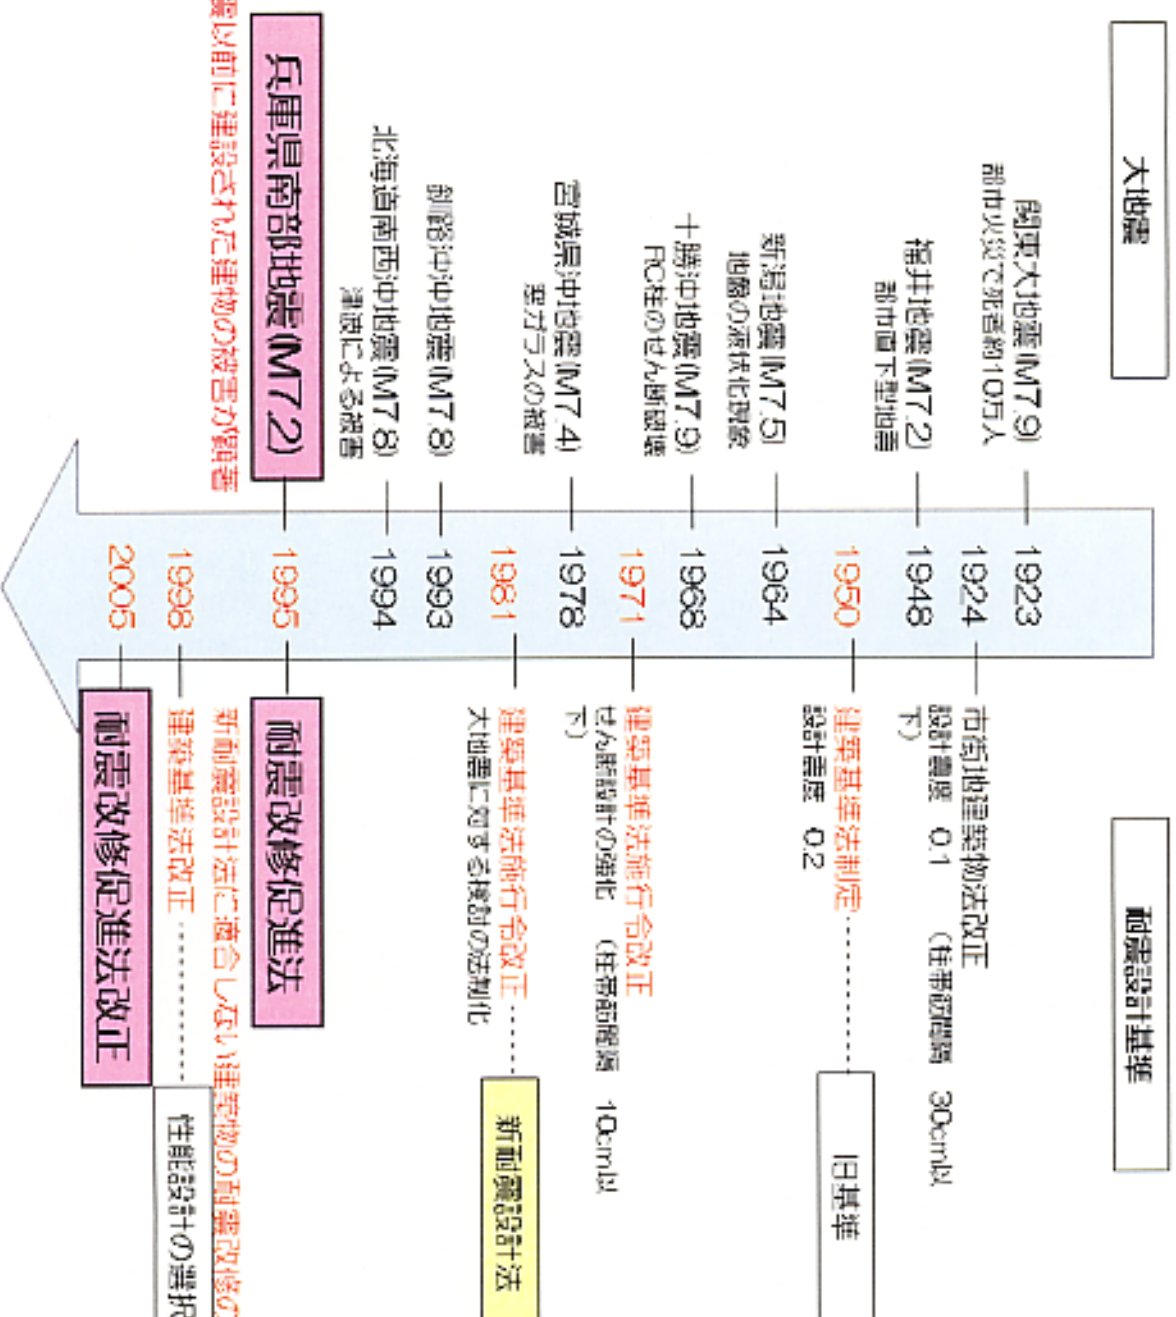 大地震
耐震設計基準
関東大地震(M7.9)
都市火災で死者約10万人
1923
1924
市街地建築物法改正
設計震度 0.1 (柱帯筋間隔 30cm以
下)
福井地震(M7.2)
都市直下型地震
1948
1950
建築基準法制定
設計震度 0.2
旧基準
新潟地震(M7.5)
地盤の液状化現象
1964
十勝沖地震(M7.9)
RC柱のせん断破壊
1968
1971
建築基準法施行令改正
せん断設計の強化 (柱帯筋間隔 10cm以
下)
宮城県沖地震(M7.4)
窓ガラスの被害
1978
1981
建築基準法施行令改正
大地震に対する検討の法制化
新耐震設計法
釧路沖地震(M7.8)
1993
北海道南西沖地震(M7.8)
津波による被害
1994
兵庫県南部地震(M7.2)
震以前に建設された建物の被害が顕著
1995
耐震改修促進法
新耐震設計法に適合しない建築物の耐震改修の
1998
建築基準法改正
性能設計の選択
2005
耐震改修促進法改正